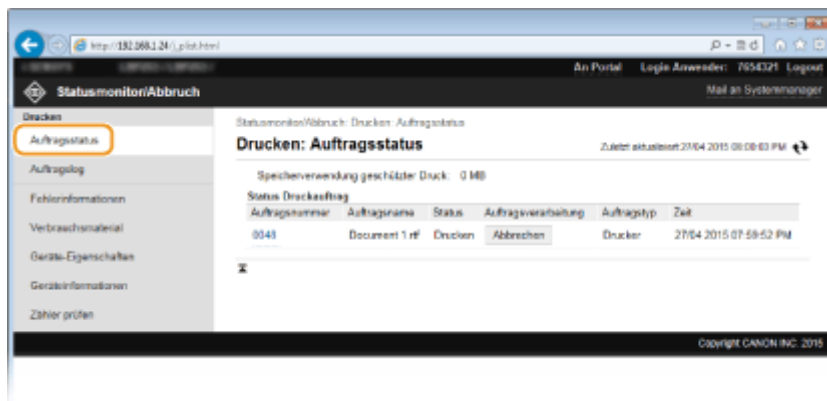 http://192.168.1.24/j_plist.html
An Portal Login Anwender: 7654321 Logout
Statusmonitor/Abbruch
Mail an Systemmanager
Drucken
Auftragsstatus
Auftragslog
Fehlerinformationen
Verbrauchsmaterial
Geräte-Eigenschaften
Geräteinformationen
Zähler prüfen
Statusmonitor/Abbruch: Drucken: Auftragsstatus
Drucken: Auftragsstatus
Zuletzt aktualisiert:27/04 2015 08:00:03 PM
Speicherverwendung geschützter Druck: 0 MB
Status Druckauftrag
Auftragsnummer Auftragsname Status Auftragsverarbeitung Auftragstyp Zeit
0048 Document 1.rtf Drucken Abbrechen Drucker 27/04 2015 07:59:52 PM
Copyright CANON INC. 2015